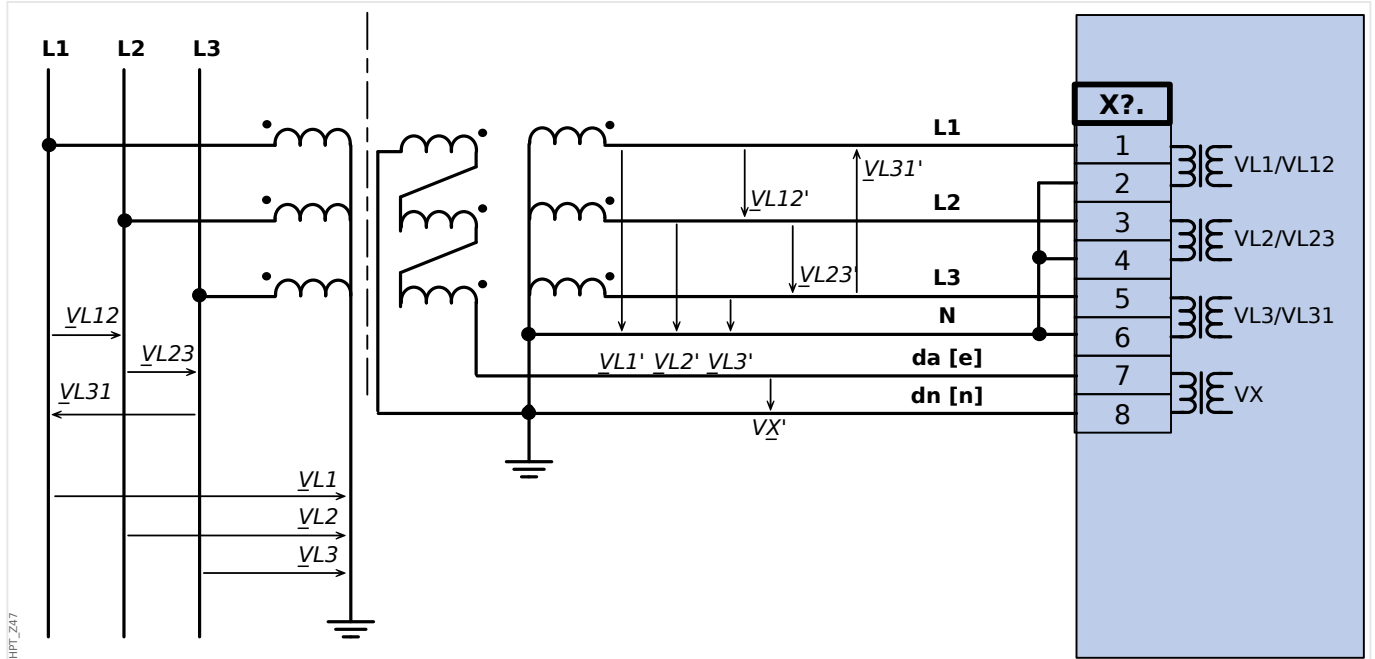 L1 L2 L3
X?.
L1
1
VL1/VL12
VL31'
2
VL12'
L2
3
VL2/VL23
4
VL23'
L3
5
VL3/VL31
N
VL12
6
VL23
VL1' VL2' VL3'
da [e]
7
VL31
dn [n]
VX
8
VX'
VL1
VL2
VL3
HPT_Z47